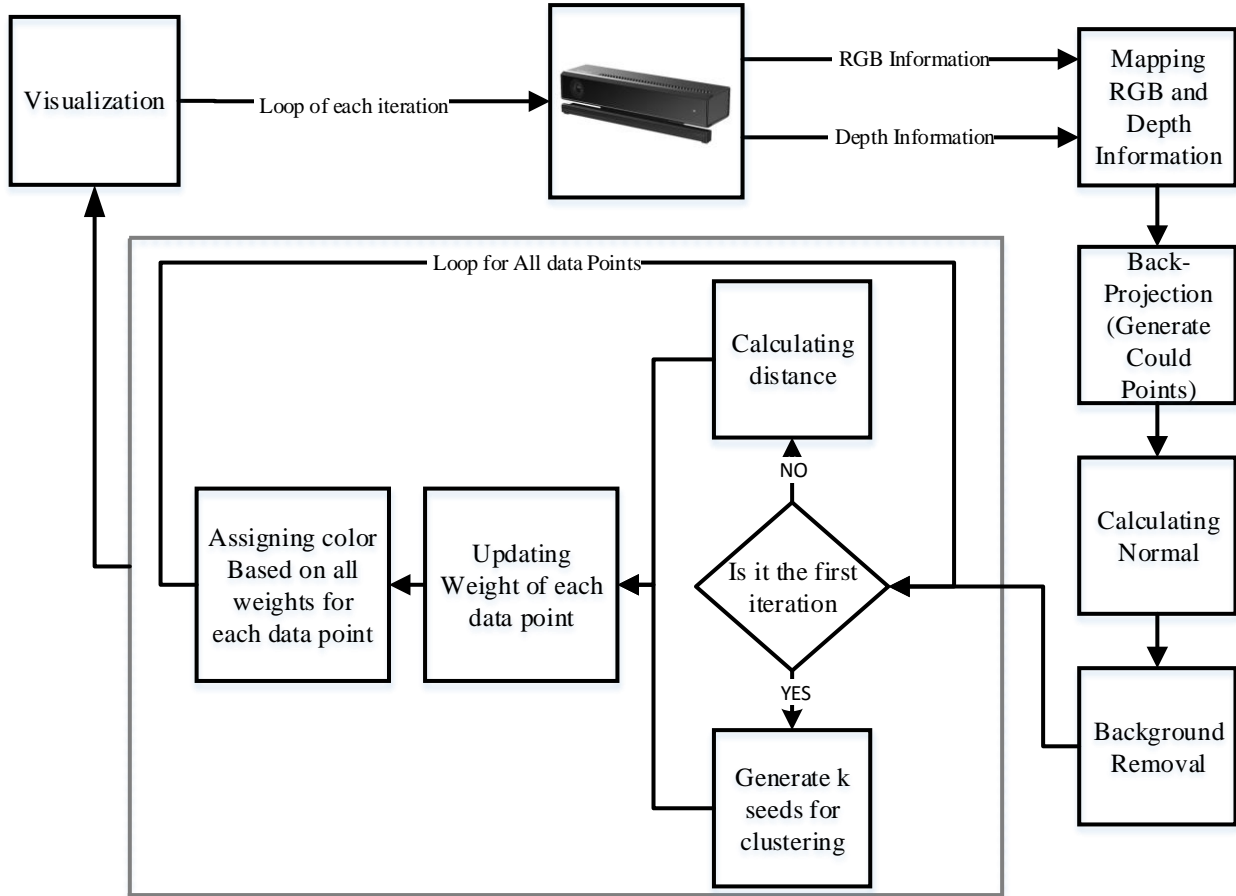 Visualization
Loop of each iteration
RGB Information
Depth Information
Mapping
RGB and
Depth
Information
Back-
Projection
(Generate
Could
Points)
Calculating
Normal
Background
Removal
Loop for All data Points
Calculating
distance
NO
Is it the first
iteration
YES
Generate k
seeds for
clustering
Updating
Weight of each
data point
Assigning color
Based on all
weights for
each data point